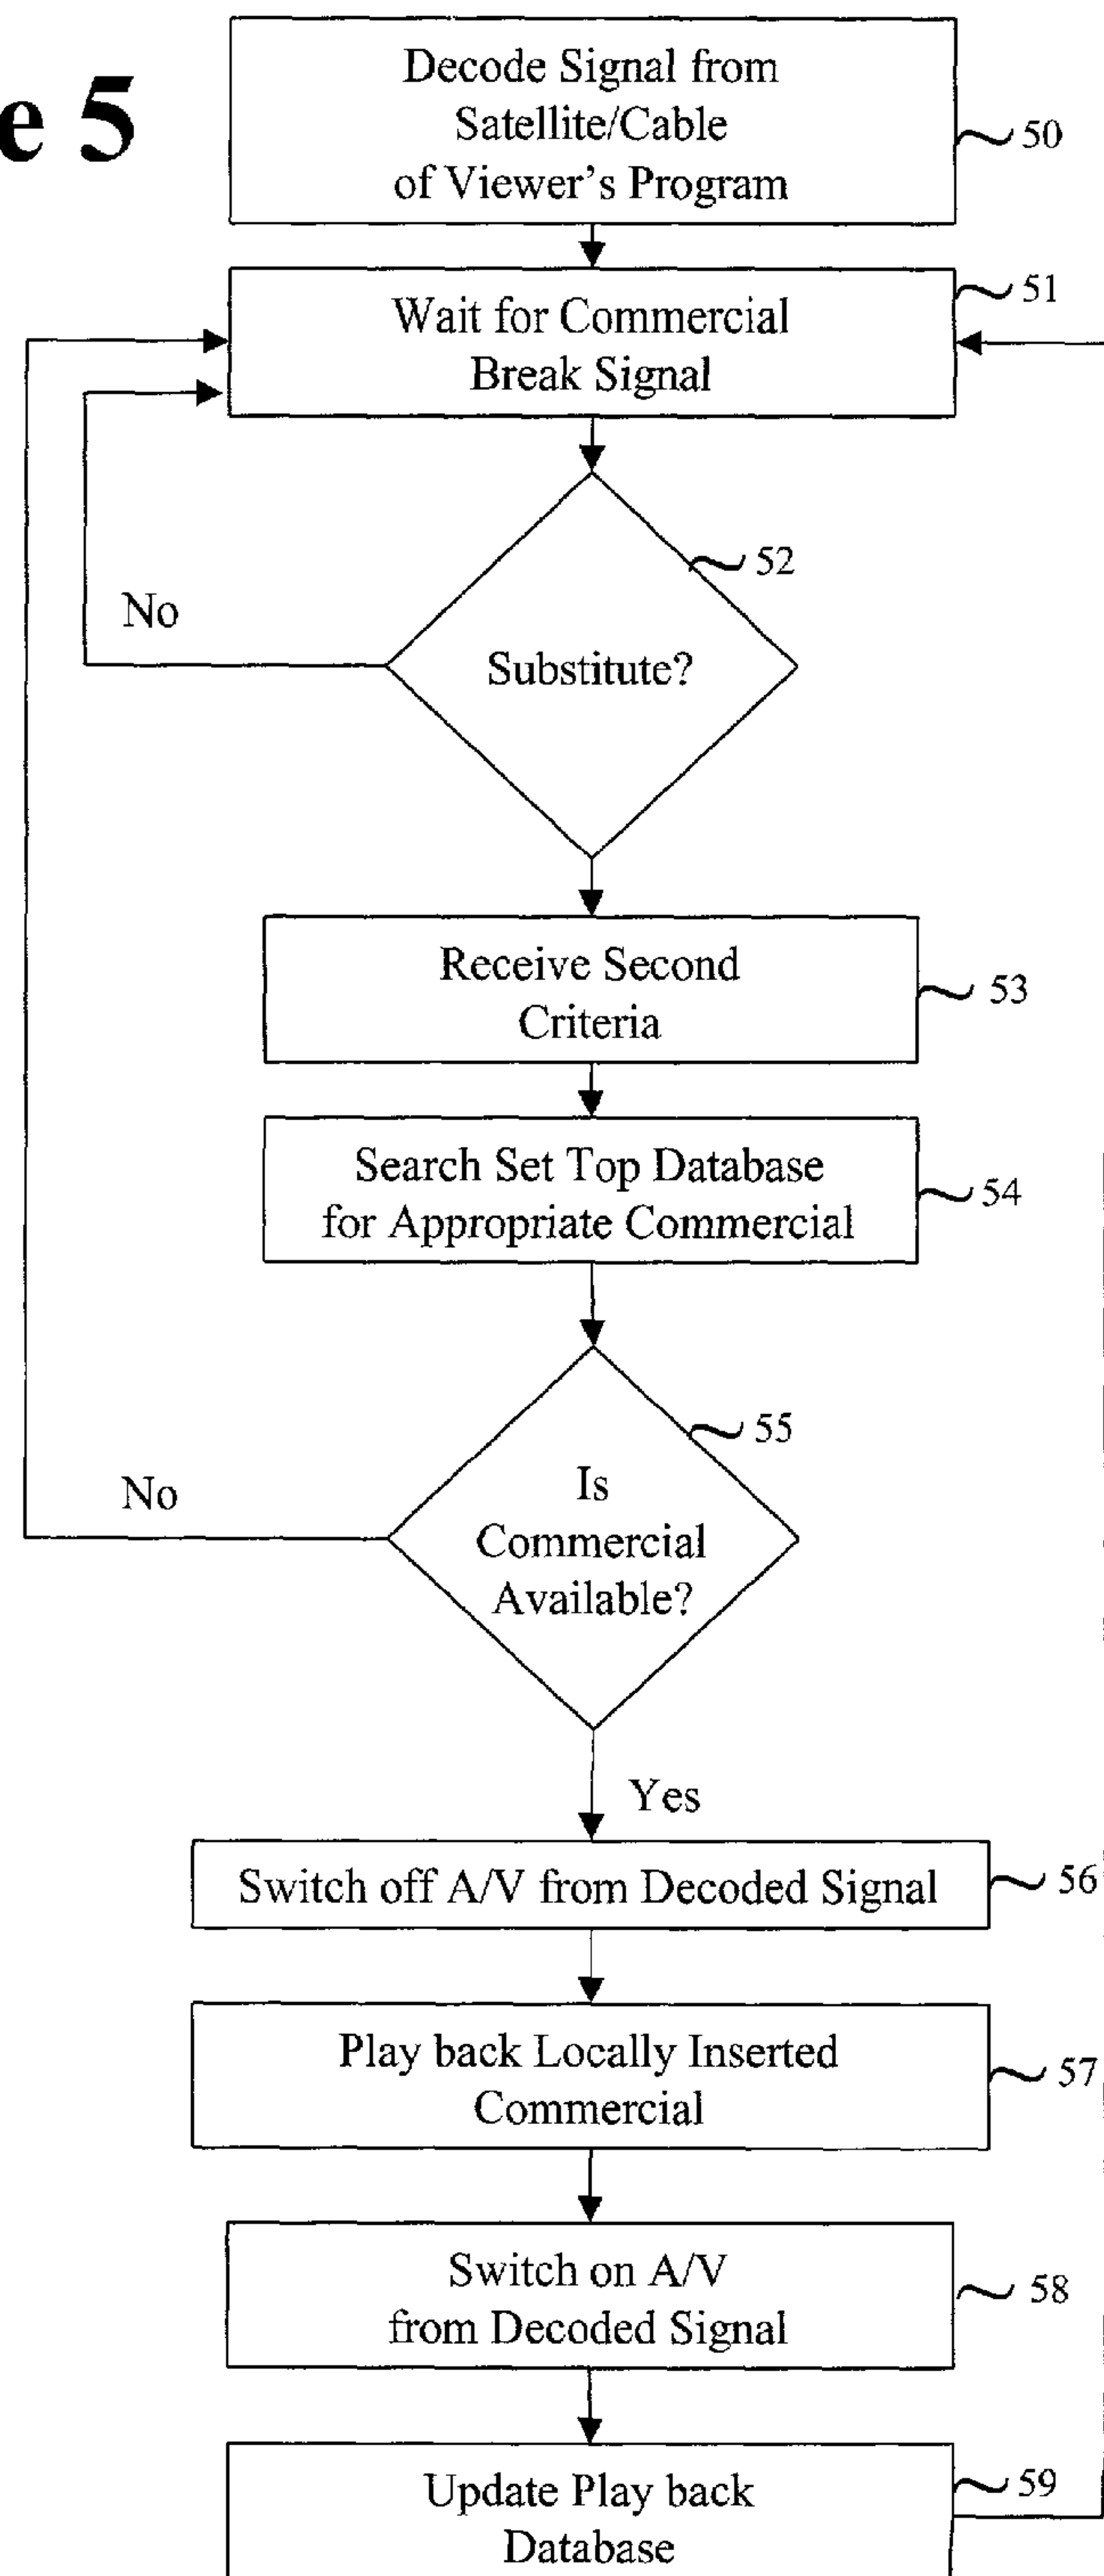 e 5
Decode Signal from
Satellite/Cable
of Viewer's Program
50
Wait for Commercial
Break Signal
51
52
No
Substitute?
Receive Second
Criteria
53
Search Set Top Database
for Appropriate Commercial
54
55
No
Is
Commercial
Available?
Yes
Switch off A/V from Decoded Signal
56
Play back Locally Inserted
Commercial
57
Switch on A/V
from Decoded Signal
58
Update Play back
Database
59